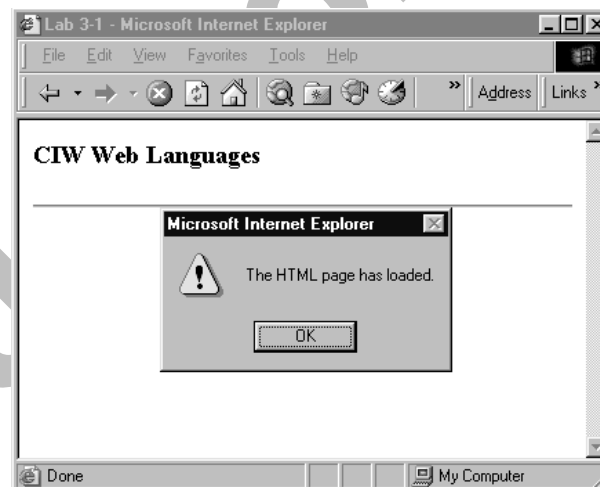 Lab 3-1 - Microsoft Internet Explorer
File Edit View Favorites Tools Help
» Address Links »
CIW Web Languages
Microsoft Internet Explorer
The HTML page has loaded.
OK
Done My Computer